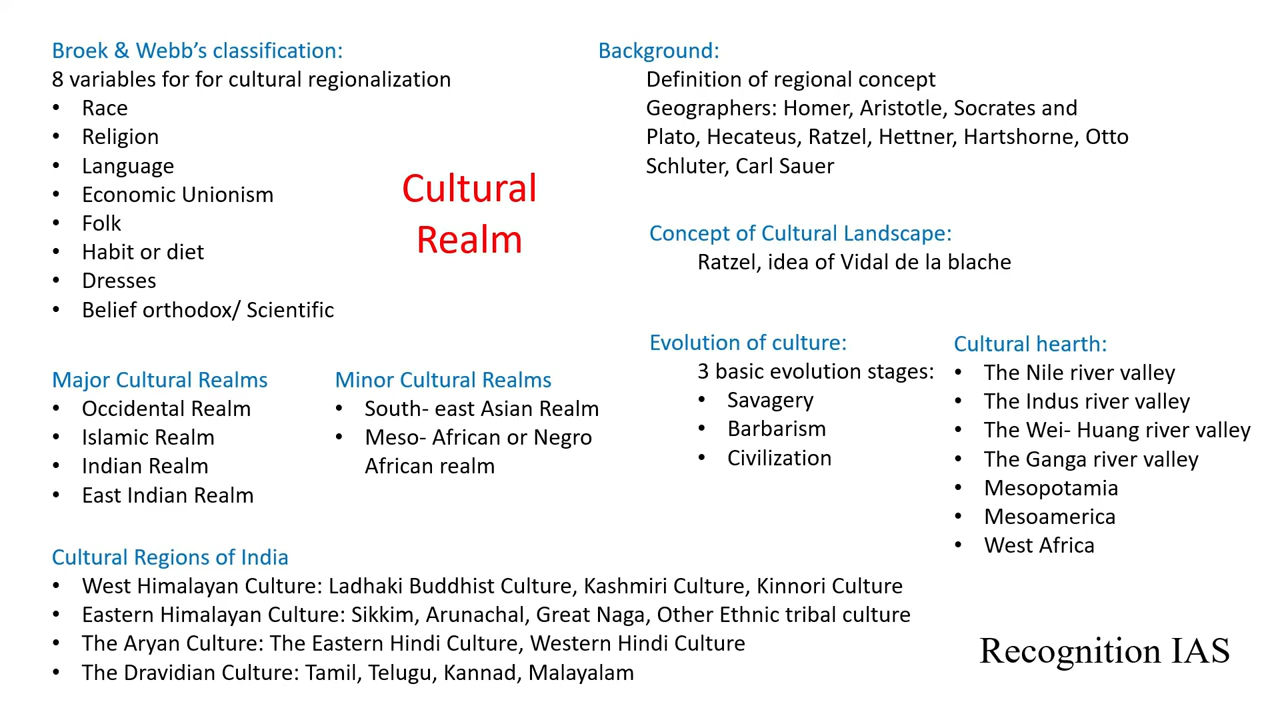 Broek & Webb's classification:
8 variables for for cultural regionalization
• Race
• Religion
• Language
• Economic Unionism
• Folk
• Habit or diet
• Dresses
• Belief orthodox/ Scientific
Cultural
Realm
Background:
Definition of regional concept
Geographers: Homer, Aristotle, Socrates and
Plato, Hecateus, Ratzel, Hettner, Hartshorne, Otto
Schluter, Carl Sauer
Concept of Cultural Landscape:
Ratzel, idea of Vidal de la blache
Major Cultural Realms
• Occidental Realm
• Islamic Realm
• Indian Realm
• East Indian Realm
Minor Cultural Realms
• South- east Asian Realm
• Meso- African or Negro
African realm
Evolution of culture:
3 basic evolution stages:
• Savagery
• Barbarism
• Civilization
Cultural hearth:
• The Nile river valley
• The Indus river valley
• The Wei- Huang river valley
• The Ganga river valley
• Mesopotamia
• Mesoamerica
• West Africa
Cultural Regions of India
• West Himalayan Culture: Ladhaki Buddhist Culture, Kashmiri Culture, Kinnori Culture
• Eastern Himalayan Culture: Sikkim, Arunachal, Great Naga, Other Ethnic tribal culture
• The Aryan Culture: The Eastern Hindi Culture, Western Hindi Culture
• The Dravidian Culture: Tamil, Telugu, Kannad, Malayalam
Recognition IAS